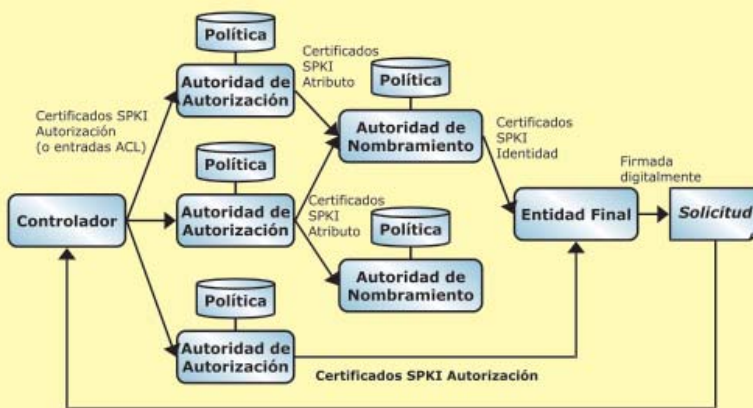 Política
Autoridad de
Autorización
Certificados
SPKI
Atributo
Política
Autoridad de
Nombramiento
Certificados SPKI
Autorización
(o entradas ACL)
Certificados
SPKI
Identidad
Firmada
digitalmente
Política
Autoridad de
Autorización
Certificados
SPKI
Atributo
Controlador
Entidad Final
Solicitud
Política
Autoridad de
Nombramiento
Política
Autoridad de
Autorización
Certificados SPKI Autorización